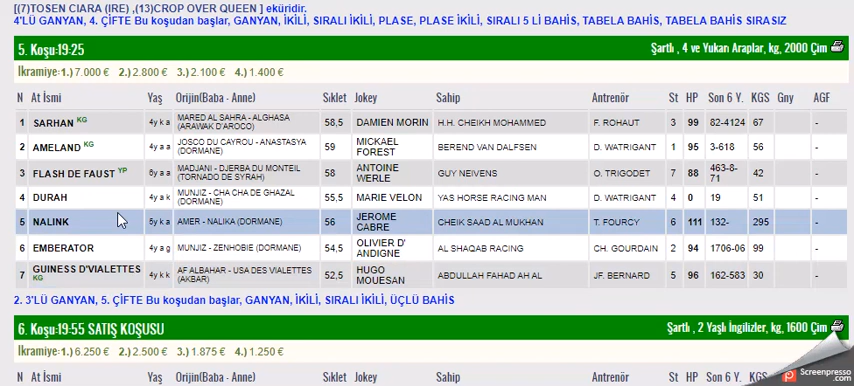 [(7)TOSEN CIARA (IRE) ,(13)CROP OVER QUEEN ] eküridir.
4'LÜ GANYAN, 4. ÇİFTE Bu koşudan başlar, GANYAN, İKİLİ, SIRALI İKİLİ, PLASE, PLASE İKİLİ, SIRALI 5 Lİ BAHİS, TABELA BAHİS, TABELA BAHİS SIRASIZ
5. Koşu:19-25 Şartlı , 4 ve Yukarı Araplar, kg, 2000 Çim
İkramiye:1.) 7.000 € 2.) 2.800 € 3.) 2.100 € 4.) 1.400 €
N At İsmi Yaş Orijin(Baba - Anne) Sıklet Jokey Sahip Antrenör St HP Son 6 Y. KGS Gny AGF
1 SARHAN KG 4y k a MARED AL SAHRA - ALGHASA (ARAWAK D'AROCO) 58,5 DAMIEN MORIN H.H. CHEIKH MOHAMMED F. ROHAUT 3 99 82-4124 67 -
2 AMELAND KG 4y a a JOSCO DU CAYROU - ANASTASYA (DORMANE) 59 MICKAEL FOREST BEREND VAN DALFSEN D. WATRIGANT 1 95 3-618 56 -
3 FLASH DE FAUST YP 6y a a MADJANI - DJERBA DU MONTEIL (TORNADO DE SYRAH) 58 ANTOINE WERLE GUY NEIVENS O. TRIGODET 7 88 463-8-71 42 -
4 DURAH 4y k k MUNJIZ - CHA CHA DE GHAZAL (DORMANE) 55,5 MARIE VELON YAS HORSE RACING MAN D. WATRIGANT 4 0 19 51 -
5 NALINK 5y k a AMER - NALIKA (DORMANE) 56 JEROME CABRE CHEIK SAAD AL MUKHAN T. FOURCY 6 111 132- 295 -
6 EMBERATOR 4y a g MUNJIZ - ZENHOBIE (DORMANE) 54,5 OLIVIER D' ANDIGNE AL SHAQAB RACING CH. GOURDAIN 2 94 1706-06 99 -
7 GUINESS D'VIALETTES KG 4y k k AF ALBAHAR - USA DES VIALETTES (AKBAR) 52,5 HUGO MOUESAN ABDULLAH FAHAD AH AL JF. BERNARD 5 96 162-583 30 -
2. 3'LÜ GANYAN, 5. ÇİFTE Bu koşudan başlar, GANYAN, İKİLİ, SIRALI İKİLİ, ÜÇLÜ BAHİS
6. Koşu:19-55 SATIŞ KOŞUSU Şartlı , 2 Yaşlı İngilizler, kg, 1600 Çim
İkramiye:1.) 6.250 € 2.) 2.500 € 3.) 1.875 € 4.) 1.250 €
N At İsmi Yaş Orijin(Baba - Anne) Sıklet Jokey Sahip Antrenör St HP Son 6 Y. KGS
Screenpresso
.com